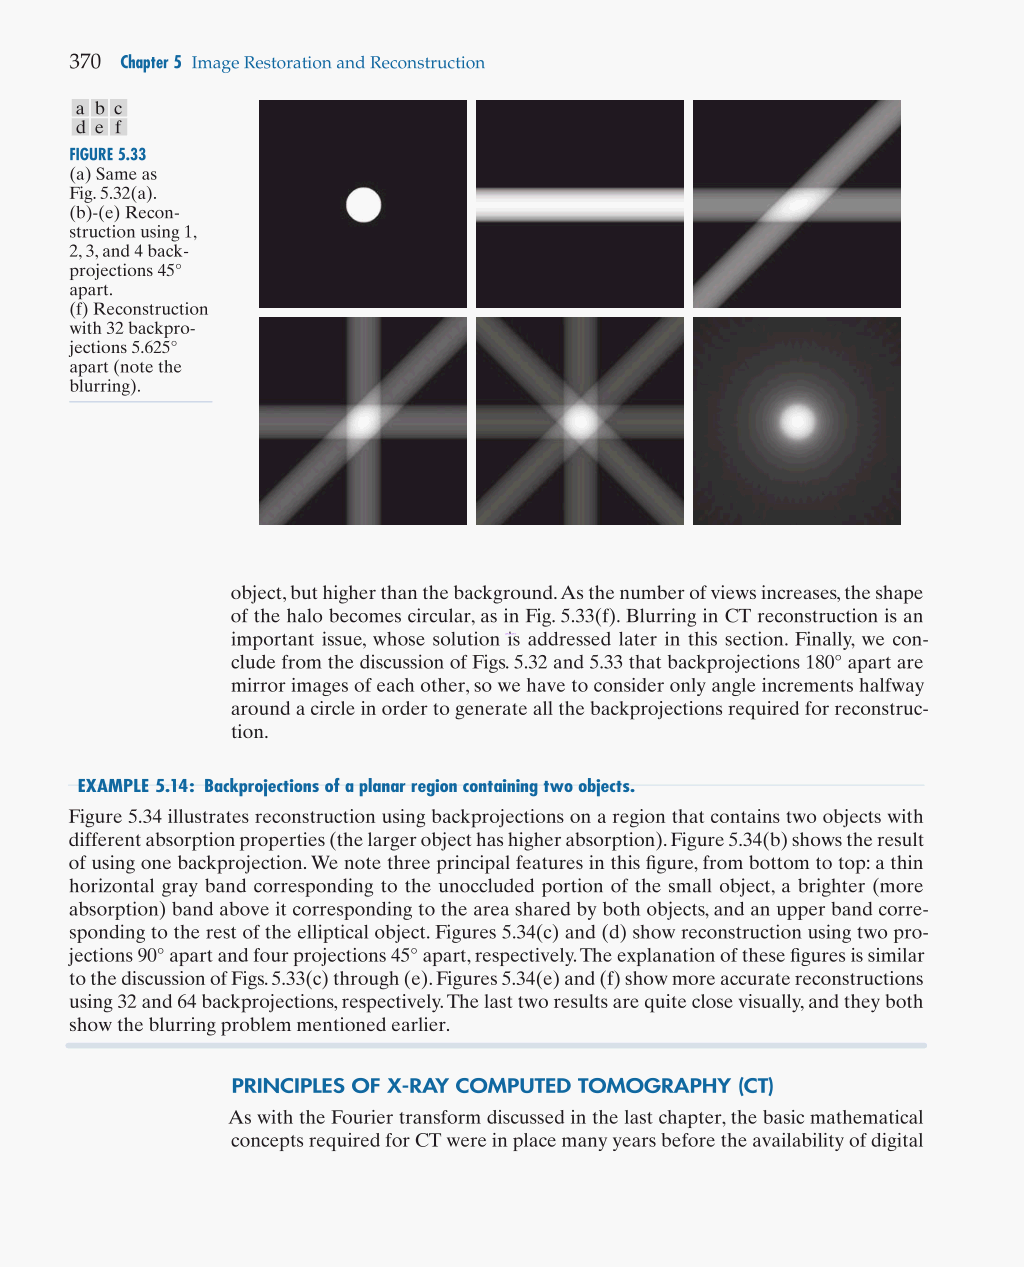 370 Chapter 5 Image Restoration and Reconstruction
a b c
d e f
FIGURE 5.33
(a) Same as
Fig. 5.32(a).
(b)-(e) Recon-
struction using 1,
2, 3, and 4 back-
projections 45°
apart.
(f) Reconstruction
with 32 backpro-
jections 5.625°
apart (note the
blurring).
object, but higher than the background. As the number of views increases, the shape
of the halo becomes circular, as in Fig. 5.33(f). Blurring in CT reconstruction is an
important issue, whose solution is addressed later in this section. Finally, we con-
clude from the discussion of Figs. 5.32 and 5.33 that backprojections 180° apart are
mirror images of each other, so we have to consider only angle increments halfway
around a circle in order to generate all the backprojections required for reconstruc-
tion.
EXAMPLE 5.14: Backprojections of a planar region containing two objects.
Figure 5.34 illustrates reconstruction using backprojections on a region that contains two objects with
different absorption properties (the larger object has higher absorption). Figure 5.34(b) shows the result
of using one backprojection. We note three principal features in this figure, from bottom to top: a thin
horizontal gray band corresponding to the unoccluded portion of the small object, a brighter (more
absorption) band above it corresponding to the area shared by both objects, and an upper band corre-
sponding to the rest of the elliptical object. Figures 5.34(c) and (d) show reconstruction using two pro-
jections 90° apart and four projections 45° apart, respectively. The explanation of these figures is similar
to the discussion of Figs. 5.33(c) through (e). Figures 5.34(e) and (f) show more accurate reconstructions
using 32 and 64 backprojections, respectively. The last two results are quite close visually, and they both
show the blurring problem mentioned earlier.
PRINCIPLES OF X-RAY COMPUTED TOMOGRAPHY (CT)
As with the Fourier transform discussed in the last chapter, the basic mathematical
concepts required for CT were in place many years before the availability of digital